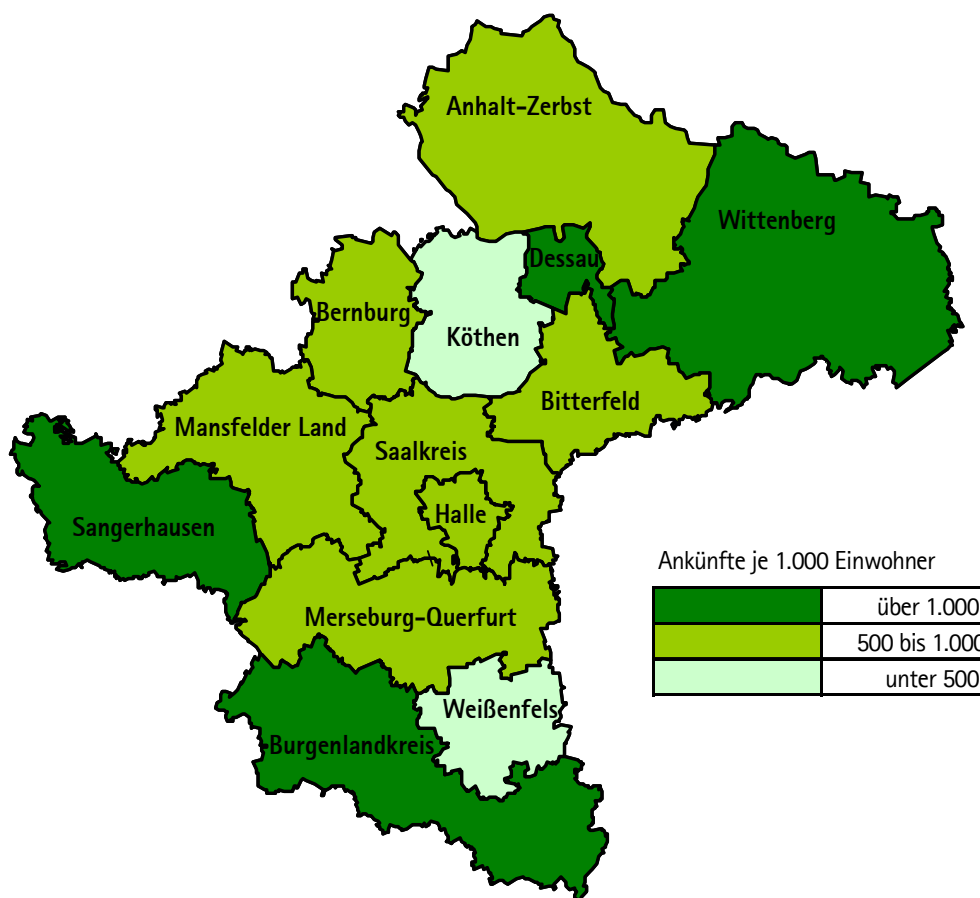 Anhalt-Zerbst
Wittenberg
Dessau
Bernburg
Köthen
Bitterfeld
Mansfelder Land
Saalkreis
Halle
Sangerhausen
Merseburg-Querfurt
Weißenfels
Burgenlandkreis
Ankünfte je 1.000 Einwohner
über 1.000
500 bis 1.000
unter 500